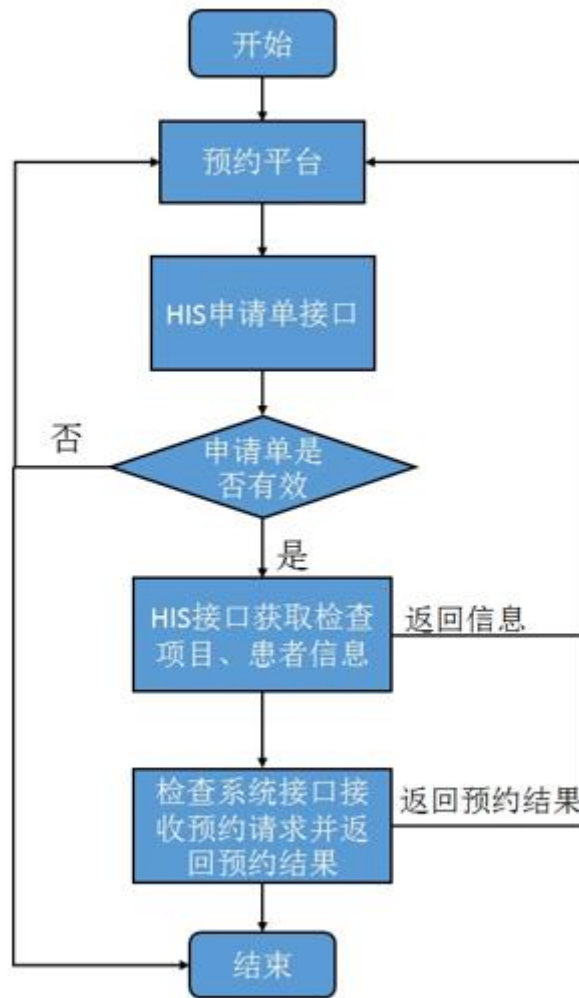 开始
预约平台
HIS申请单接口
否
申请单是
否有效
是
HIS接口获取检查
项目、患者信息
返回信息
检查系统接口接
收预约请求并返
回预约结果
返回预约结果
结束